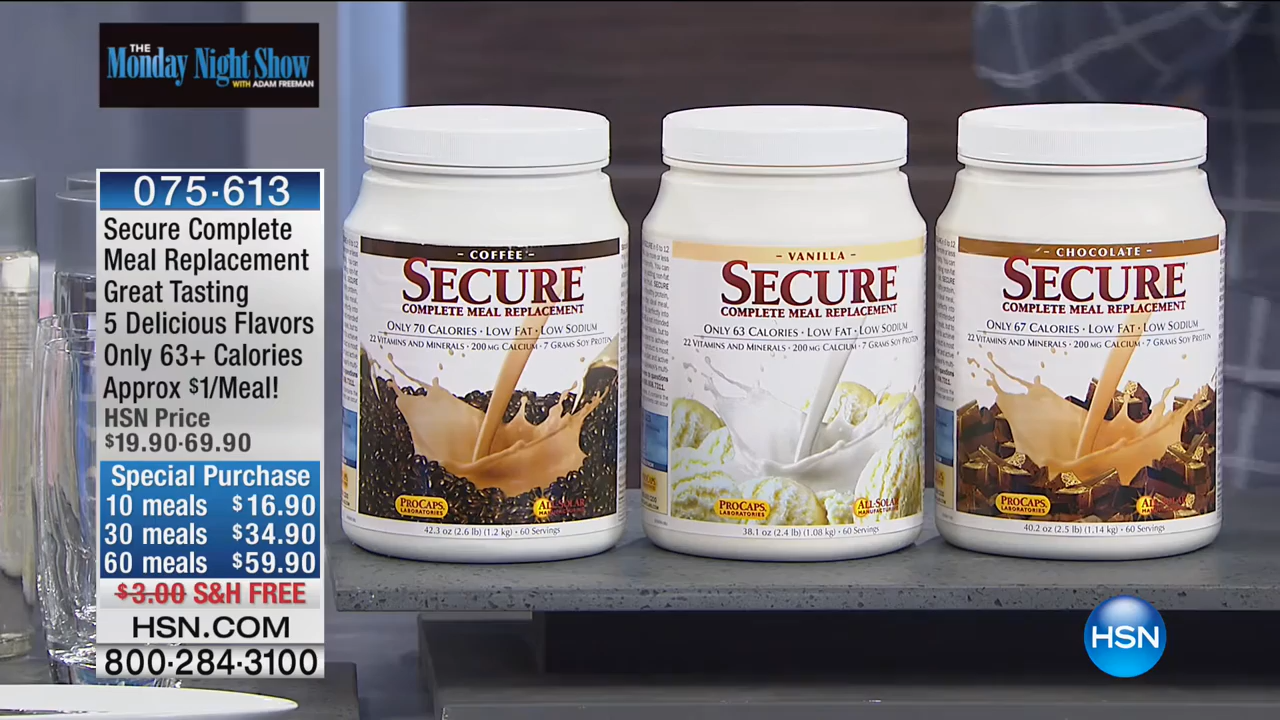 THE
Monday Night Show
WITH ADAM FREEMAN
075-613
Secure Complete
Meal Replacement
Great Tasting
5 Delicious Flavors
Only 63+ Calories
Approx $1/Meal!
HSN Price
$19.90-69.90
Special Purchase
10 meals $16.90
30 meals $34.90
60 meals $59.90
$3.00 S&H FREE
HSN.COM
800-284-3100
- COFFEE -
SECURE
COMPLETE MEAL REPLACEMENT
ONLY 70 CALORIES · LOW FAT · LOW SODIUM
22 VITAMINS AND MINERALS · 200 MG CALCIUM · 7 GRAMS SOY PROTEIN
PROCAPS
LABORATORIES
42.3 oz (2.6 lb) (1.2 kg) · 60 Servings
- VANILLA -
SECURE
COMPLETE MEAL REPLACEMENT
ONLY 63 CALORIES · LOW FAT · LOW SODIUM
22 VITAMINS AND MINERALS · 200 MG CALCIUM · 7 GRAMS SOY PROTEIN
PROCAPS
LABORATORIES
ALL-SOLAR
38.1 oz (2.4 lb) (1.08 kg) · 60 Servings
- CHOCOLATE -
SECURE
COMPLETE MEAL REPLACEMENT
ONLY 67 CALORIES · LOW FAT · LOW SODIUM
22 VITAMINS AND MINERALS · 200 MG CALCIUM · 7 GRAMS SOY PROTEIN
PROCAPS
LABORATORIES
40.2 oz (2.5 lb) (1.14 kg) · 60 Servings
HSN